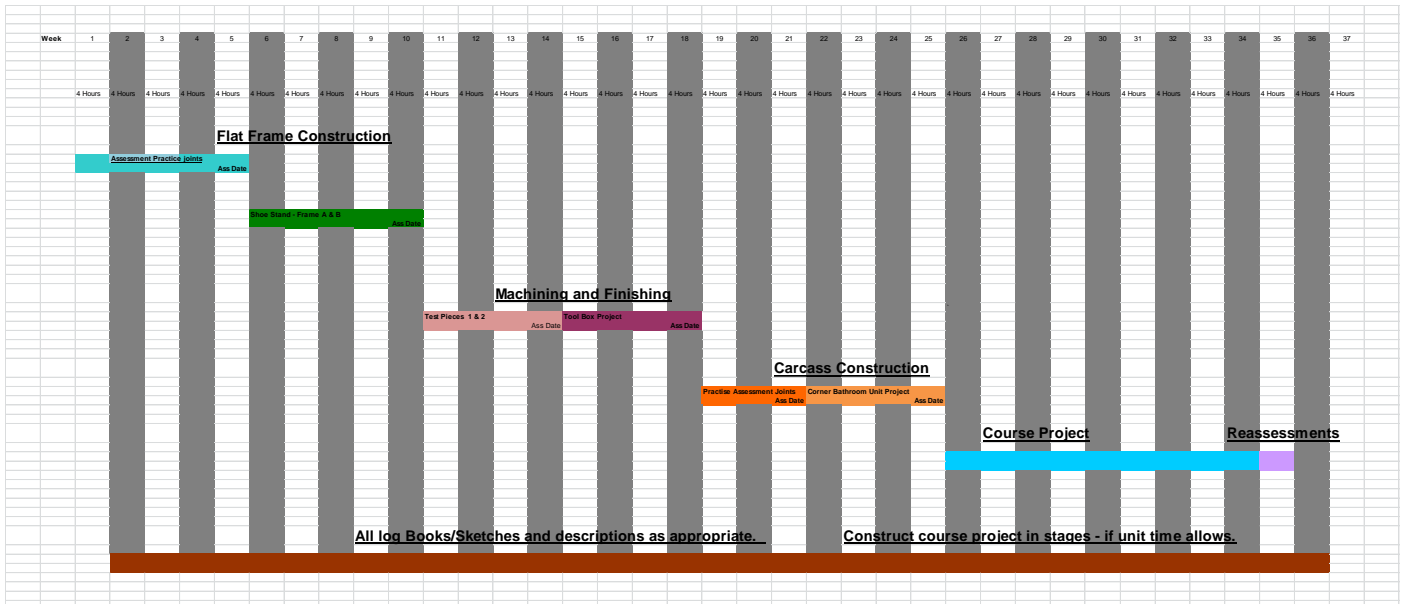 Week 1 2 3 4 5 6 7 8 9 10 11 12 13 14 15 16 17 18 19 20 21 22 23 24 25 26 27 28 29 30 31 32 33 34 35 36 37
4 Hours 4 Hours 4 Hours 4 Hours 4 Hours 4 Hours 4 Hours 4 Hours 4 Hours 4 Hours 4 Hours 4 Hours 4 Hours 4 Hours 4 Hours 4 Hours 4 Hours 4 Hours 4 Hours 4 Hours 4 Hours 4 Hours 4 Hours 4 Hours 4 Hours 4 Hours 4 Hours 4 Hours 4 Hours 4 Hours 4 Hours 4 Hours 4 Hours 4 Hours 4 Hours 4 Hours 4 Hours
Flat Frame Construction
Assessment Practice joints
Ass Date
Shoe Stand - Frame A & B
Ass Date
Machining and Finishing
Test Pieces 1 & 2 Tool Box Project
Ass Date Ass Date
Carcass Construction
Practise Assessment Joints Corner Bathroom Unit Project
Ass Date Ass Date
Course Project Reassessments
All log Books/Sketches and descriptions as appropriate. Construct course project in stages - if unit time allows.